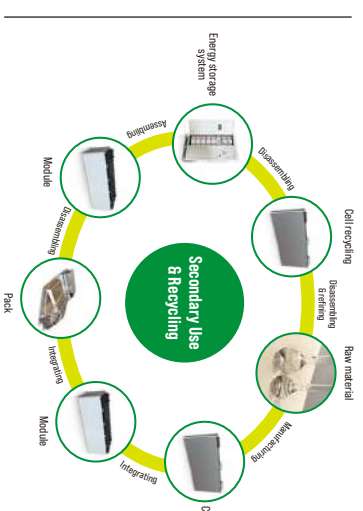 Energy storage
system
Disassembling
Cell recycling
Disassembling
& refining
Raw material
Manufacturing
C
Integrating
Module
Integrating
Pack
Disassembling
Module
Assembling
Secondary Use
& Recycling